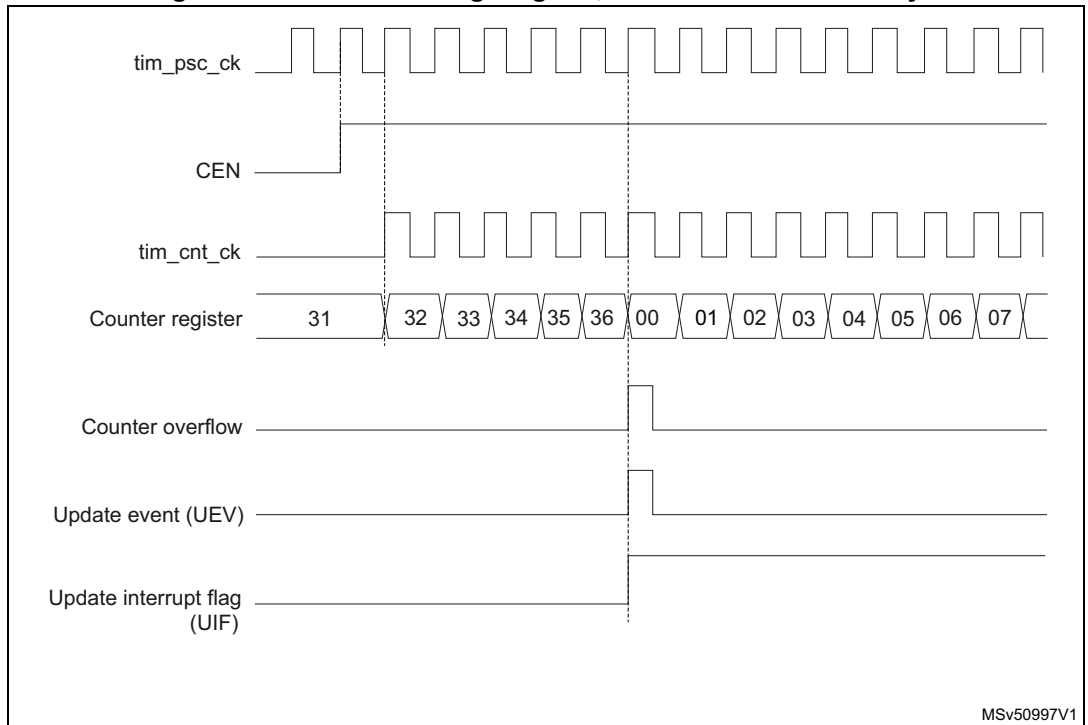 tim_psc_ck
CEN
tim_cnt_ck
Counter register 31 32 33 34 35 36 00 01 02 03 04 05 06 07
Counter overflow
Update event (UEV)
Update interrupt flag
(UIF)
MSv50997V1